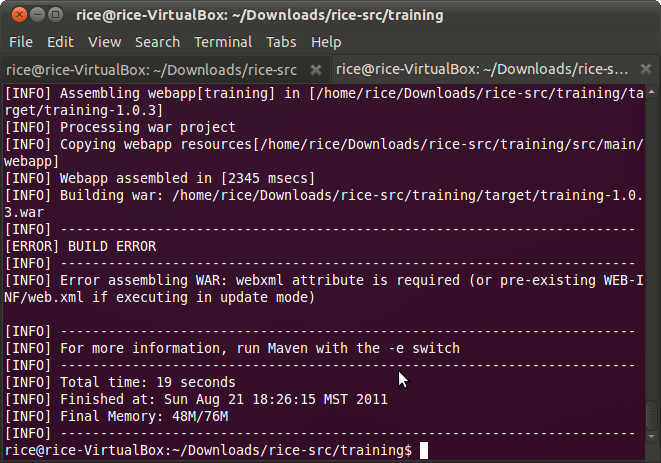 rice@rice-VirtualBox: ~/Downloads/rice-src/training
File Edit View Search Terminal Tabs Help
rice@rice-VirtualBox: ~/Downloads/rice-src
rice@rice-VirtualBox: ~/Downloads/rice-s...
[INFO] Assembling webapp[training] in [/home/rice/Downloads/rice-src/training/ta
rget/training-1.0.3]
[INFO] Processing war project
[INFO] Copying webapp resources[/home/rice/Downloads/rice-src/training/src/main/
webapp]
[INFO] Webapp assembled in [2345 msecs]
[INFO] Building war: /home/rice/Downloads/rice-src/training/target/training-1.0.
3.war
[INFO] ------------------------------------------------------------------------
[ERROR] BUILD ERROR
[INFO] ------------------------------------------------------------------------
[INFO] Error assembling WAR: webxml attribute is required (or pre-existing WEB-I
NF/web.xml if executing in update mode)
[INFO] ------------------------------------------------------------------------
[INFO] For more information, run Maven with the -e switch
[INFO] ------------------------------------------------------------------------
[INFO] Total time: 19 seconds
[INFO] Finished at: Sun Aug 21 18:26:15 MST 2011
[INFO] Final Memory: 48M/76M
[INFO] ------------------------------------------------------------------------
rice@rice-VirtualBox:~/Downloads/rice-src/training$